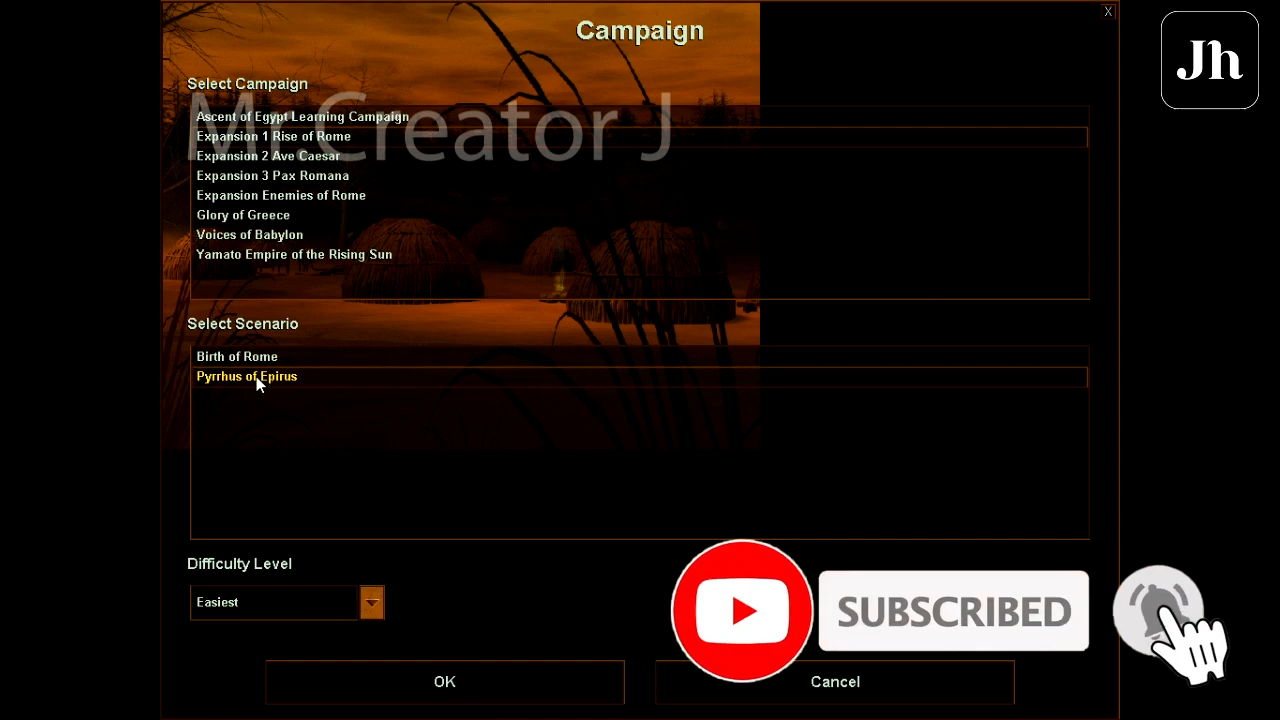 X
Jh
Campaign
Select Campaign
Mr.Creator J
Ascent of Egypt Learning Campaign
Expansion 1 Rise of Rome
Expansion 2 Ave Caesar
Expansion 3 Pax Romana
Expansion Enemies of Rome
Glory of Greece
Voices of Babylon
Yamato Empire of the Rising Sun
Select Scenario
Birth of Rome
Pyrrhus of Epirus
Difficulty Level
Easiest
SUBSCRIBED
OK
Cancel